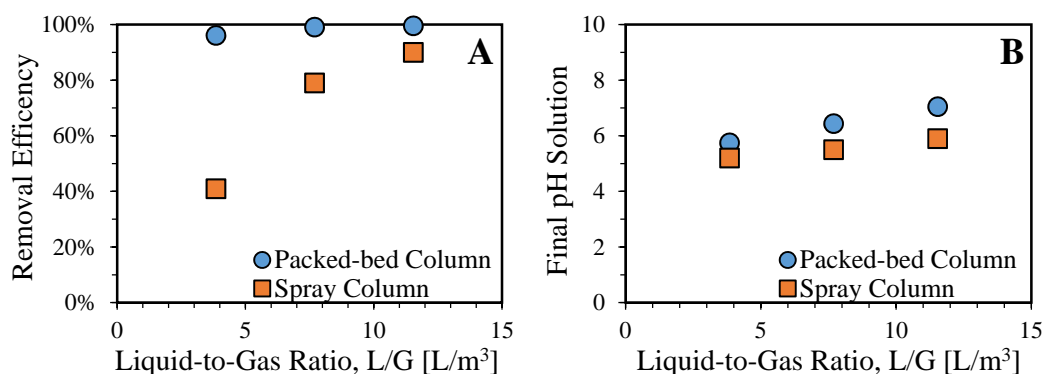 100%
80%
60%
40%
20%
0%
Removal Efficency
A
Packed-bed Column
Spray Column
0 5 10 15
Liquid-to-Gas Ratio, L/G [L/m³]
10
8
6
4
2
0
Final pH Solution
B
Packed-bed Column
Spray Column
0 5 10 15
Liquid-to-Gas Ratio, L/G [L/m³]